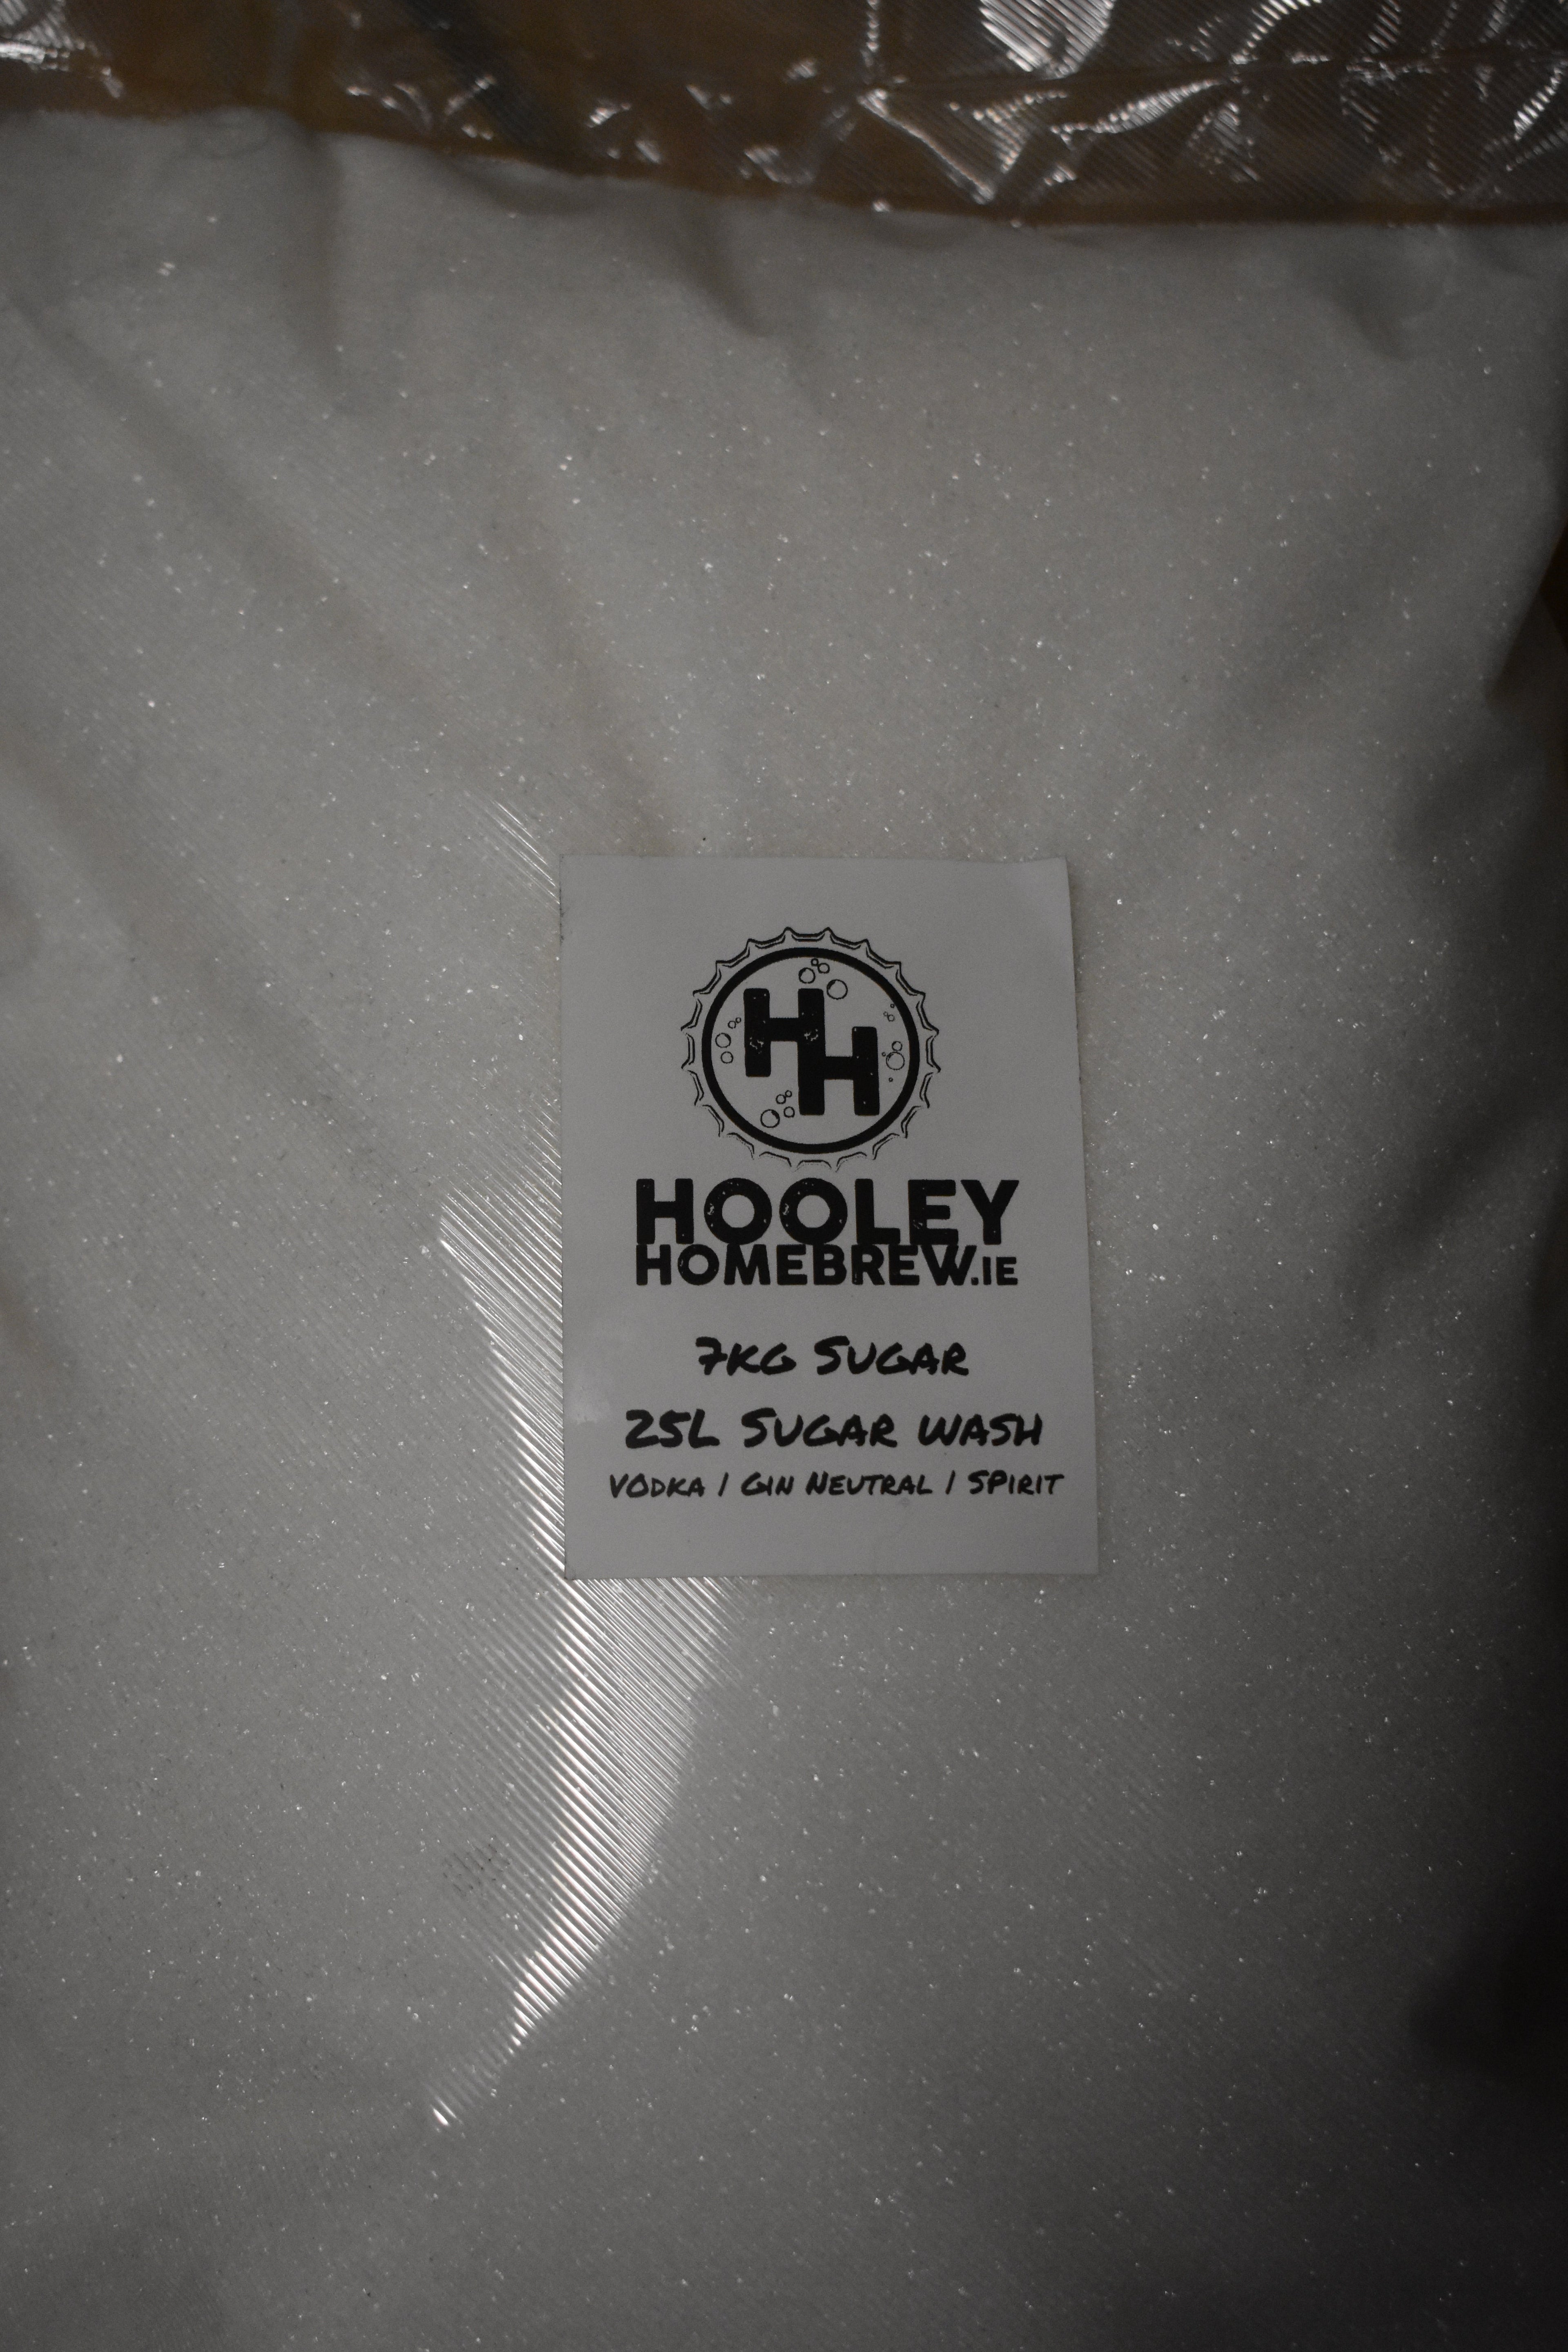 HH
HOOLEY
HOMEBREW.IE
7KG SUGAR
25L SUGAR WASH
VODKA / GIN NEUTRAL / SPIRIT